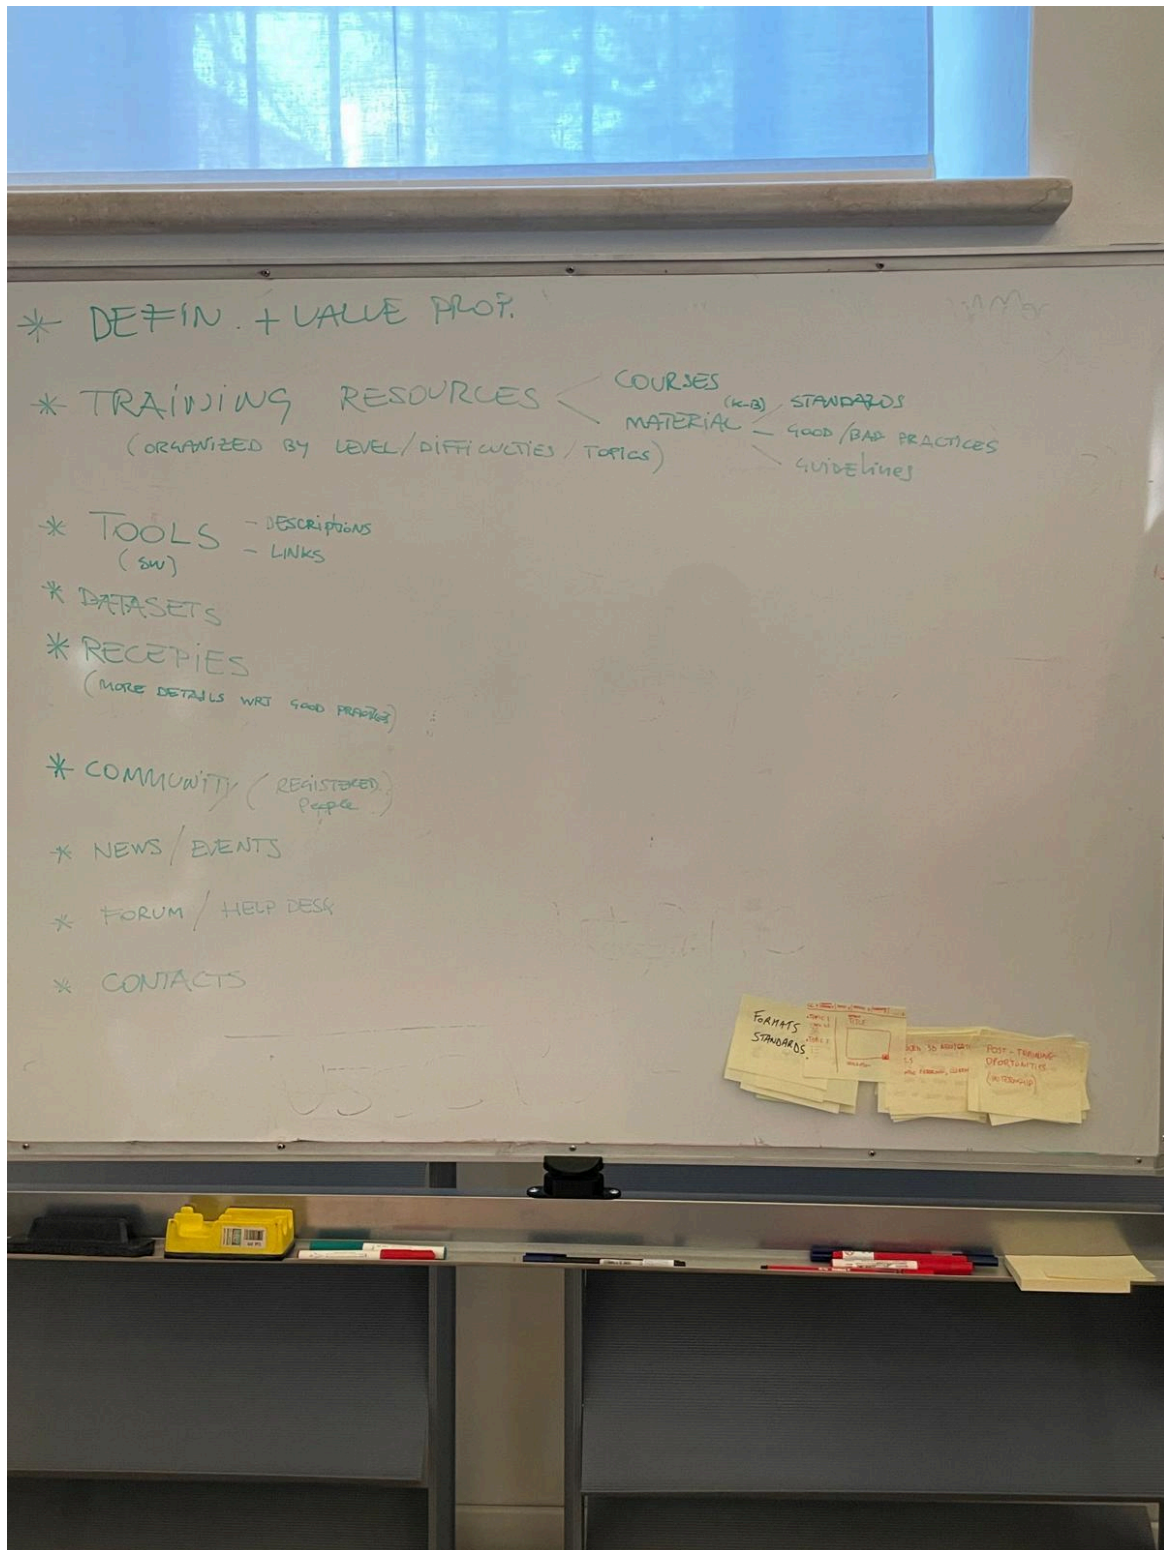 * DEFIN. + VALUE PROP.
* TRAINING RESOURCES
COURSES
MATERIAL (K-B)
STANDARDS
GOOD/BAD PRACTICES
GUIDELINES
(ORGANIZED BY LEVEL/DIFFICULTIES/TOPICS)
* TOOLS
(SW)
- DESCRIPTIONS
- LINKS
* DATASETS
* RECEPIES
(MORE DETAILS WRT GOOD PRACTICES)
* COMMUNITY (REGISTERED
People)
* NEWS/EVENTS
* FORUM / HELP DESK
* CONTACTS
FORMATS
STANDARDS.
TITLE
POST-TRAINING
OPORTUNITIES